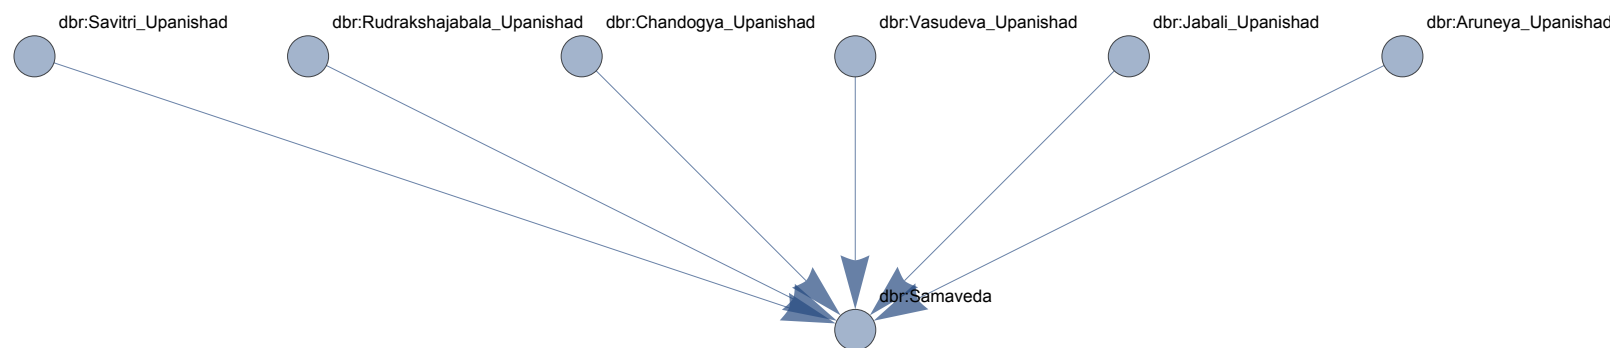 dbr:Savitri_Upanishad
dbr:Rudrakshajabala_Upanishad
dbr:Chandogya_Upanishad
dbr:Vasudeva_Upanishad
dbr:Jabali_Upanishad
dbr:Aruneya_Upanishad
dbr:Samaveda